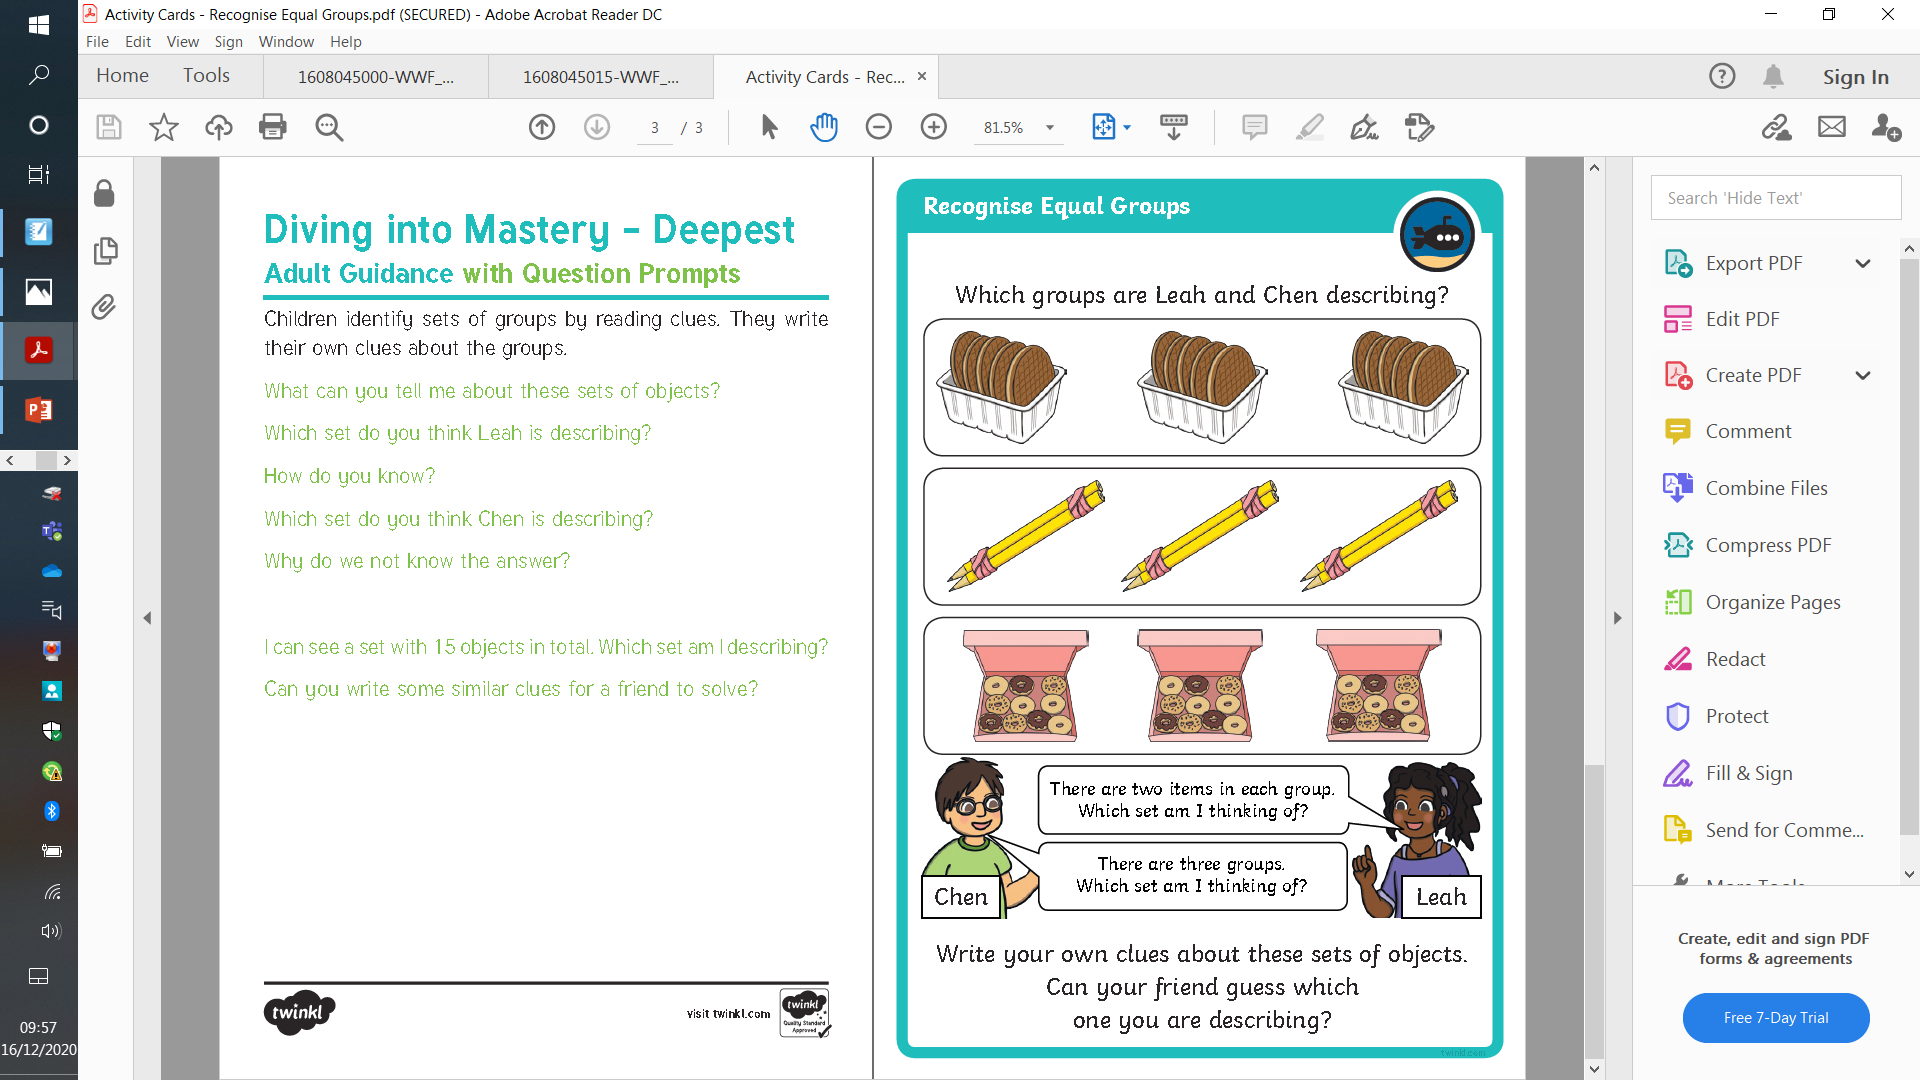 Activity Cards - Recognise Equal Groups.pdf (SECURED) - Adobe Acrobat Reader DC
File Edit View Sign Window Help
Home Tools 1608045000-WWF_... 1608045015-WWF_... Activity Cards - Rec... Sign In
3 / 3 81.5%
Diving into Mastery - Deepest
Adult Guidance with Question Prompts
Children identify sets of groups by reading clues. They write
their own clues about the groups.
What can you tell me about these sets of objects?
Which set do you think Leah is describing?
How do you know?
Which set do you think Chen is describing?
Why do we not know the answer?
I can see a set with 15 objects in total. Which set am I describing?
Can you write some similar clues for a friend to solve?
twinkl
visit twinkl.com
twinkl
Quality Standard
Approved
Recognise Equal Groups
Which groups are Leah and Chen describing?
There are two items in each group.
Which set am I thinking of?
There are three groups.
Which set am I thinking of?
Chen
Leah
Write your own clues about these sets of objects.
Can your friend guess which
one you are describing?
twinkl.com
Search 'Hide Text'
Export PDF
Edit PDF
Create PDF
Comment
Combine Files
Compress PDF
Organize Pages
Redact
Protect
Fill & Sign
Send for Comme...
More Tools
Create, edit and sign PDF
forms & agreements
Free 7-Day Trial
09:57
16/12/2020